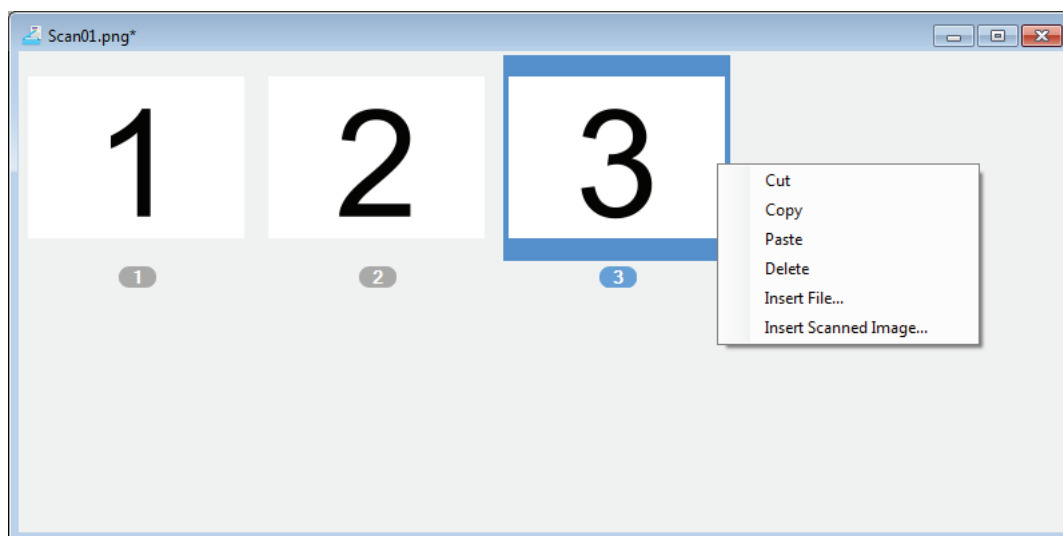 Scan01.png*
1 2 3
1 2 3
Cut
Copy
Paste
Delete
Insert File...
Insert Scanned Image...